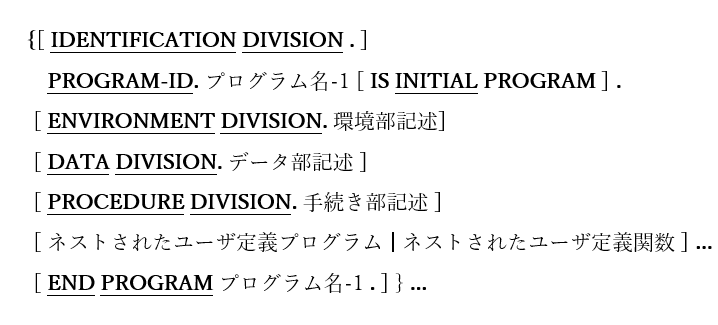 {[ IDENTIFICATION DIVISION . ]
PROGRAM-ID. プログラム名-1 [ IS INITIAL PROGRAM ] .
[ ENVIRONMENT DIVISION. 環境部記述]
[ DATA DIVISION. データ部記述 ]
[ PROCEDURE DIVISION. 手続き部記述 ]
[ ネストされたユーザ定義プログラム | ネストされたユーザ定義関数 ] ...
[ END PROGRAM プログラム名-1 . ] } ...